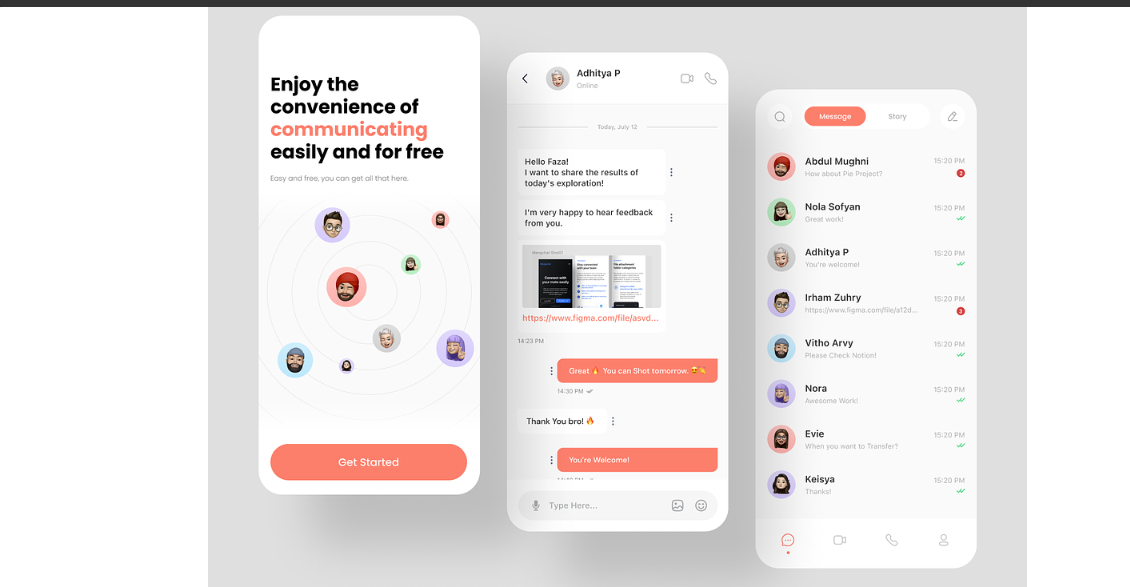 Enjoy the
convenience of
communicating
easily and for free
Easy and free, you can get all that here.
Get Started
Adhitya P
Online
Today, July 12
Hello Faza!
I want to share the results of
today's exploration!
I'm very happy to hear feedback
from you.
Connect with
your mate easily
https://www.figma.com/file/asvd...
14:23 PM
Great 🔥 You can Shot tomorrow.
14:30 PM
Thank You bro! 🔥
You're Welcome!
Type Here...
Message
Story
Abdul Mughni
15:20 PM
How about Pie Project?
Nola Sofyan
15:20 PM
Great work!
Adhitya P
15:20 PM
You're welcome!
Irham Zuhry
15:20 PM
https://www.figma.com/file/a12d...
Vitho Arvy
15:20 PM
Please Check Notion!
Nora
15:20 PM
Awesome Work!
Evie
15:20 PM
When you want to Transfer?
Keisya
15:20 PM
Thanks!